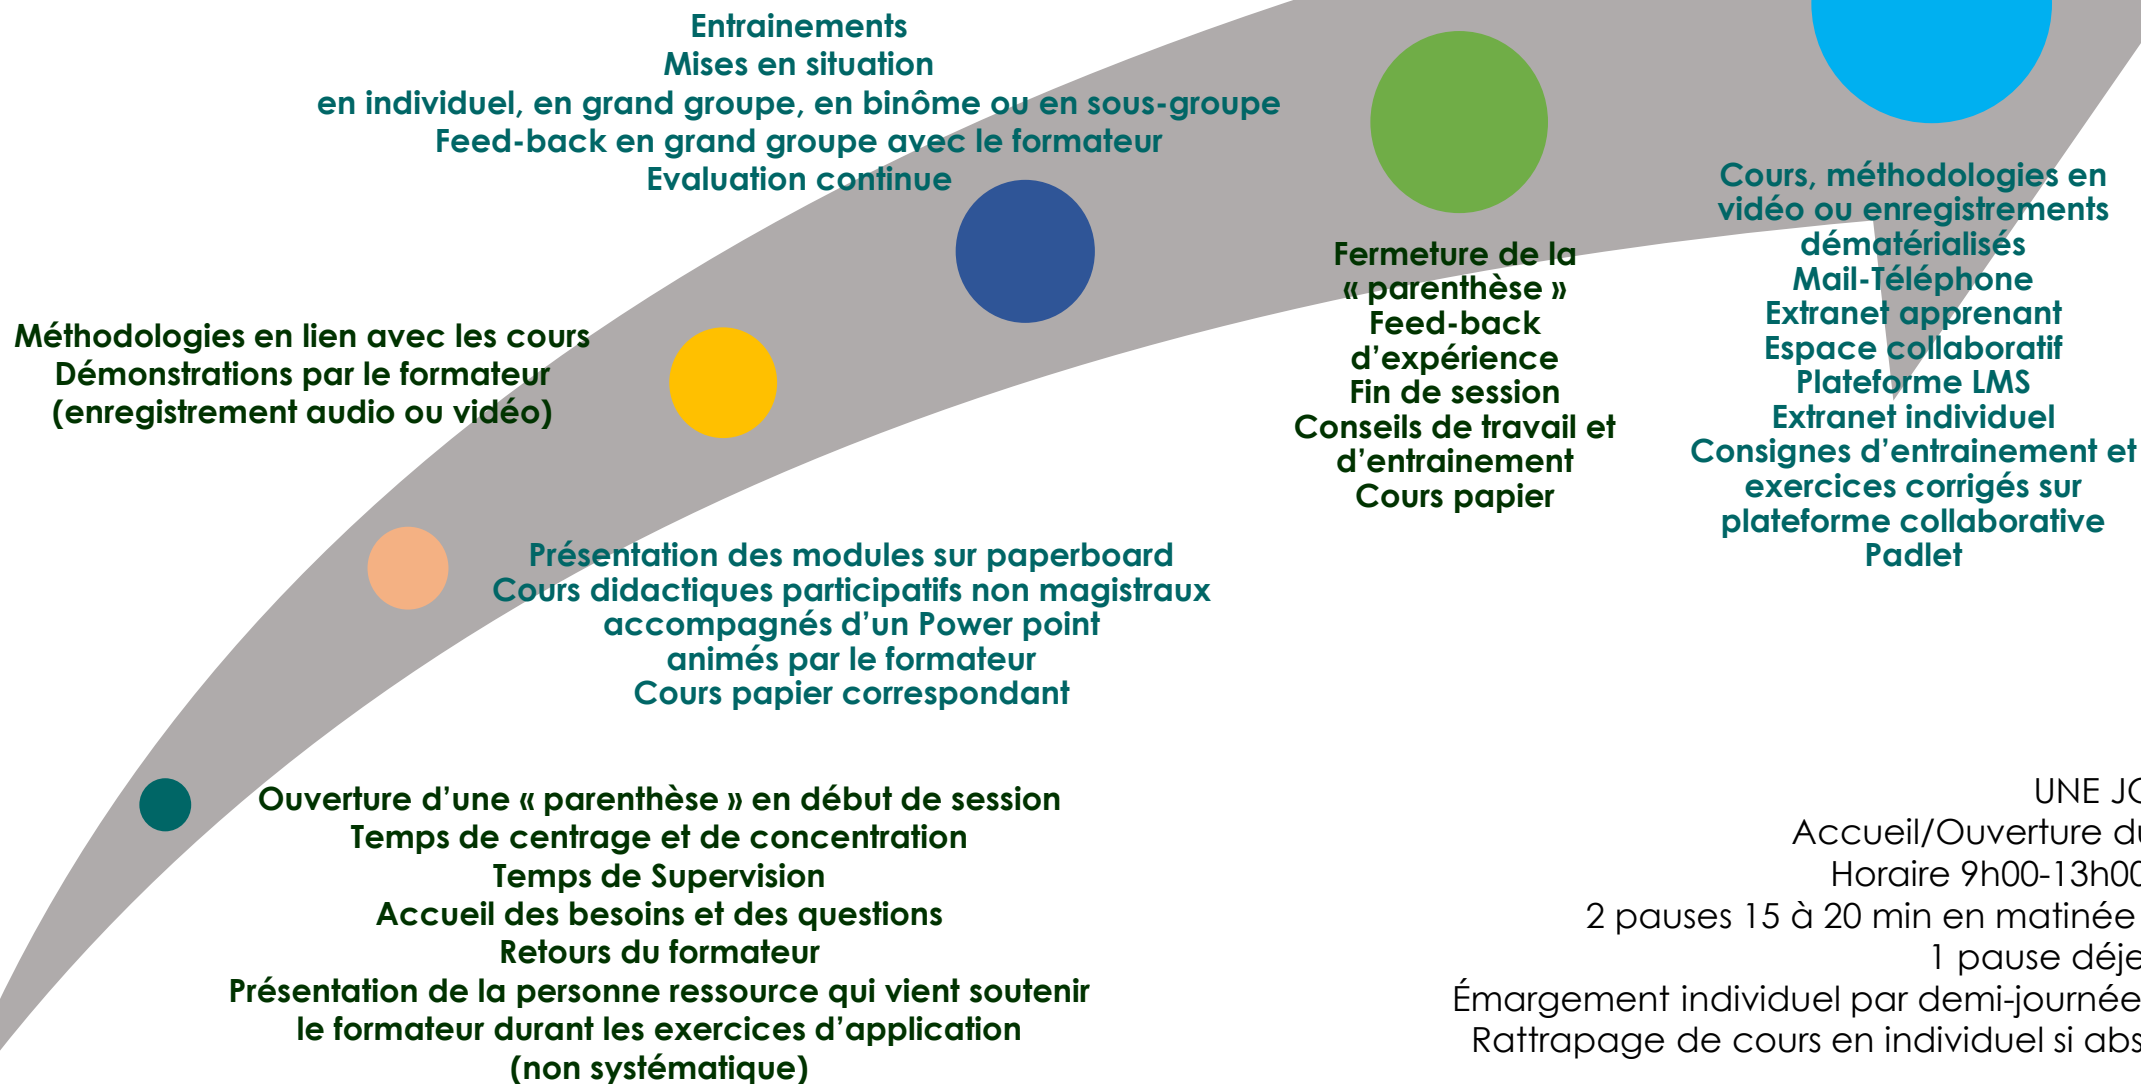 Entrainements
Mises en situation
en individuel, en grand groupe, en binôme ou en sous-groupe
Feed-back en grand groupe avec le formateur
Evaluation continue
Méthodologies en lien avec les cours
Démonstrations par le formateur
(enregistrement audio ou vidéo)
Fermeture de la
« parenthèse »
Feed-back
d’expérience
Fin de session
Conseils de travail et
d’entrainement
Cours papier
Cours, méthodologies en
vidéo ou enregistrements
dématérialisés
Mail-Téléphone
Extranet apprenant
Espace collaboratif
Plateforme LMS
Extranet individuel
Consignes d’entrainement et
exercices corrigés sur
plateforme collaborative
Padlet
Présentation des modules sur paperboard
Cours didactiques participatifs non magistraux
accompagnés d’un Power point
animés par le formateur
Cours papier correspondant
Ouverture d’une « parenthèse » en début de session
Temps de centrage et de concentration
Temps de Supervision
Accueil des besoins et des questions
Retours du formateur
Présentation de la personne ressource qui vient soutenir
le formateur durant les exercices d’application
(non systématique)
UNE
Accueil/Ouverture
Horaire 9h00-13h00
2 pauses 15 à 20 min en matinée
1 pause
Émargement individuel par demi-journée
Rattrapage de cours en individuel si